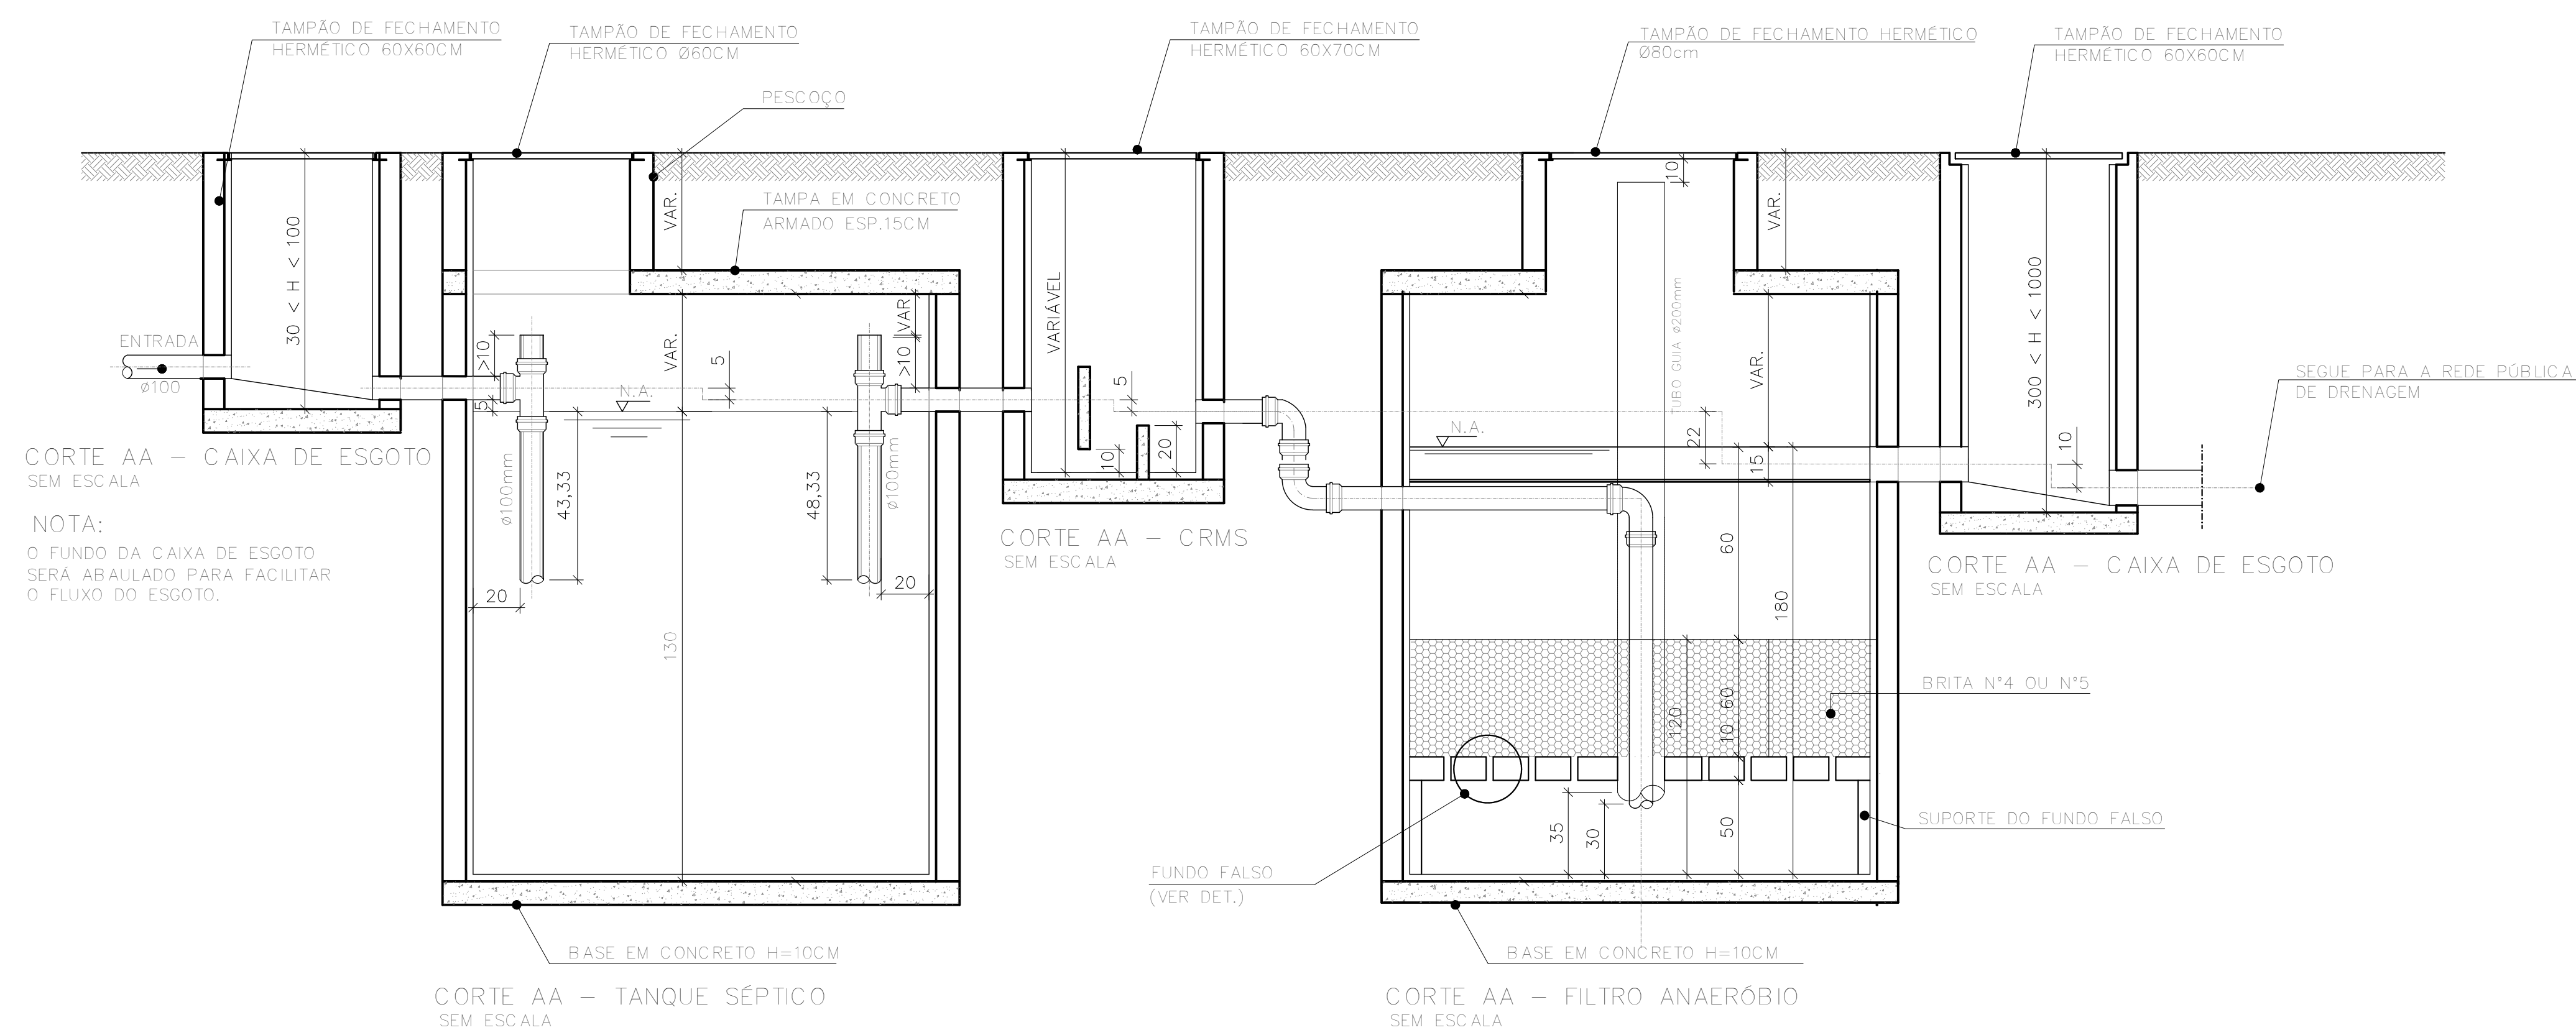 TAMPÃO DE FECHAMENTO
HERMÉTICO 60X60CM
TAMPÃO DE FECHAMENTO
HERMÉTICO Ø60CM
PESCOÇO
TAMPÃO DE FECHAMENTO
HERMÉTICO 60X70CM
TAMPÃO DE FECHAMENTO HERMÉTICO
Ø80cm
TAMPÃO DE FECHAMENTO
HERMÉTICO 60X60CM
30 < H < 100
ENTRADA
Ø100
CORTE AA - CAIXA DE ESGOTO
SEM ESCALA
NOTA:
O FUNDO DA CAIXA DE ESGOTO
SERÁ ABAULADO PARA FACILITAR
O FLUXO DO ESGOTO.
TAMPA EM CONCRETO
ARMADO ESP.15CM
VAR.
VAR.
VAR
>10
>10
5
5
N.A.
Ø100mm
43,33
48,33
Ø100mm
20
20
130
BASE EM CONCRETO H=10CM
CORTE AA - TANQUE SÉPTICO
SEM ESCALA
VARIÁVEL
5
10
20
CORTE AA - CRMS
SEM ESCALA
10
VAR.
TUBO GUIA Ø200mm
VAR.
N.A.
22
15
60
180
120
10 60
35
30
50
BRITA N°4 OU N°5
SUPORTE DO FUNDO FALSO
FUNDO FALSO
(VER DET.)
BASE EM CONCRETO H=10CM
CORTE AA - FILTRO ANAERÓBIO
SEM ESCALA
300 < H < 1000
10
SEGUE PARA A REDE PÚBLICA
DE DRENAGEM
CORTE AA - CAIXA DE ESGOTO
SEM ESCALA